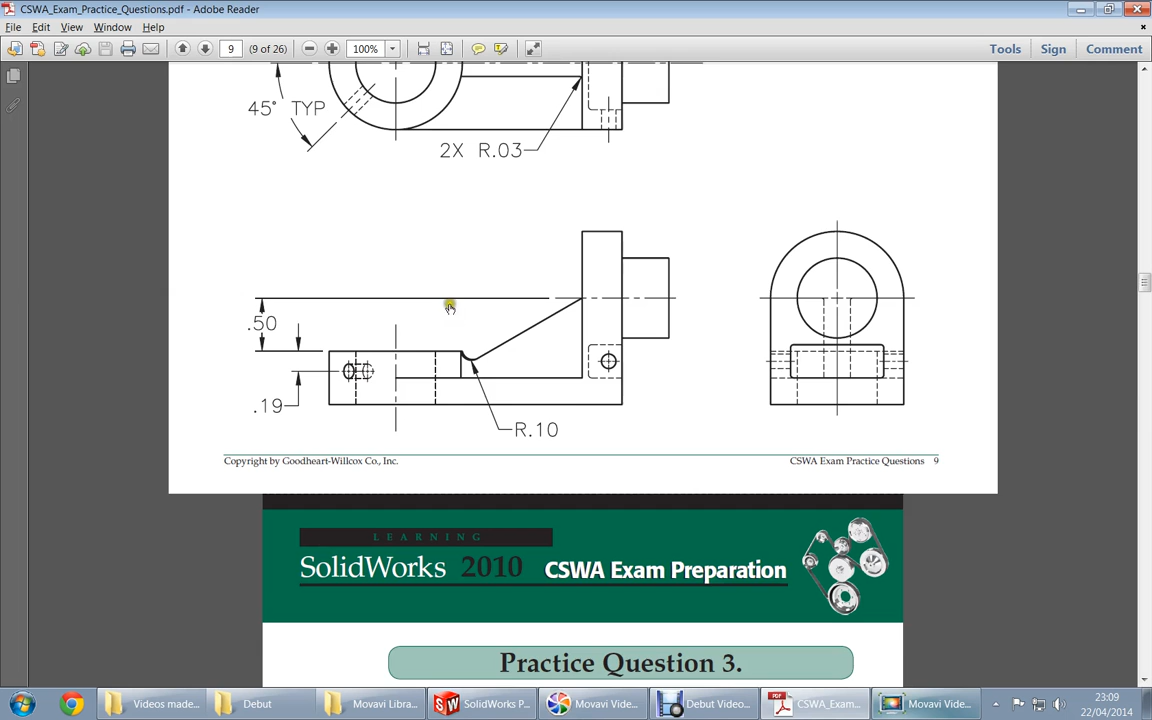 CSWA_Exam_Practice_Questions.pdf - Adobe Reader
File Edit View Window Help
9 (9 of 26) 100% Tools Sign Comment
45° TYP
2X R.03
.50
.19
R.10
Copyright by Goodheart-Willcox Co., Inc. CSWA Exam Practice Questions 9
LEARNING
SolidWorks 2010 CSWA Exam Preparation
Practice Question 3.
Videos made... Debut Movavi Libra... SolidWorks P... Movavi Vide... Debut Video... CSWA_Exam... Movavi Vide... 23:09
22/04/2014